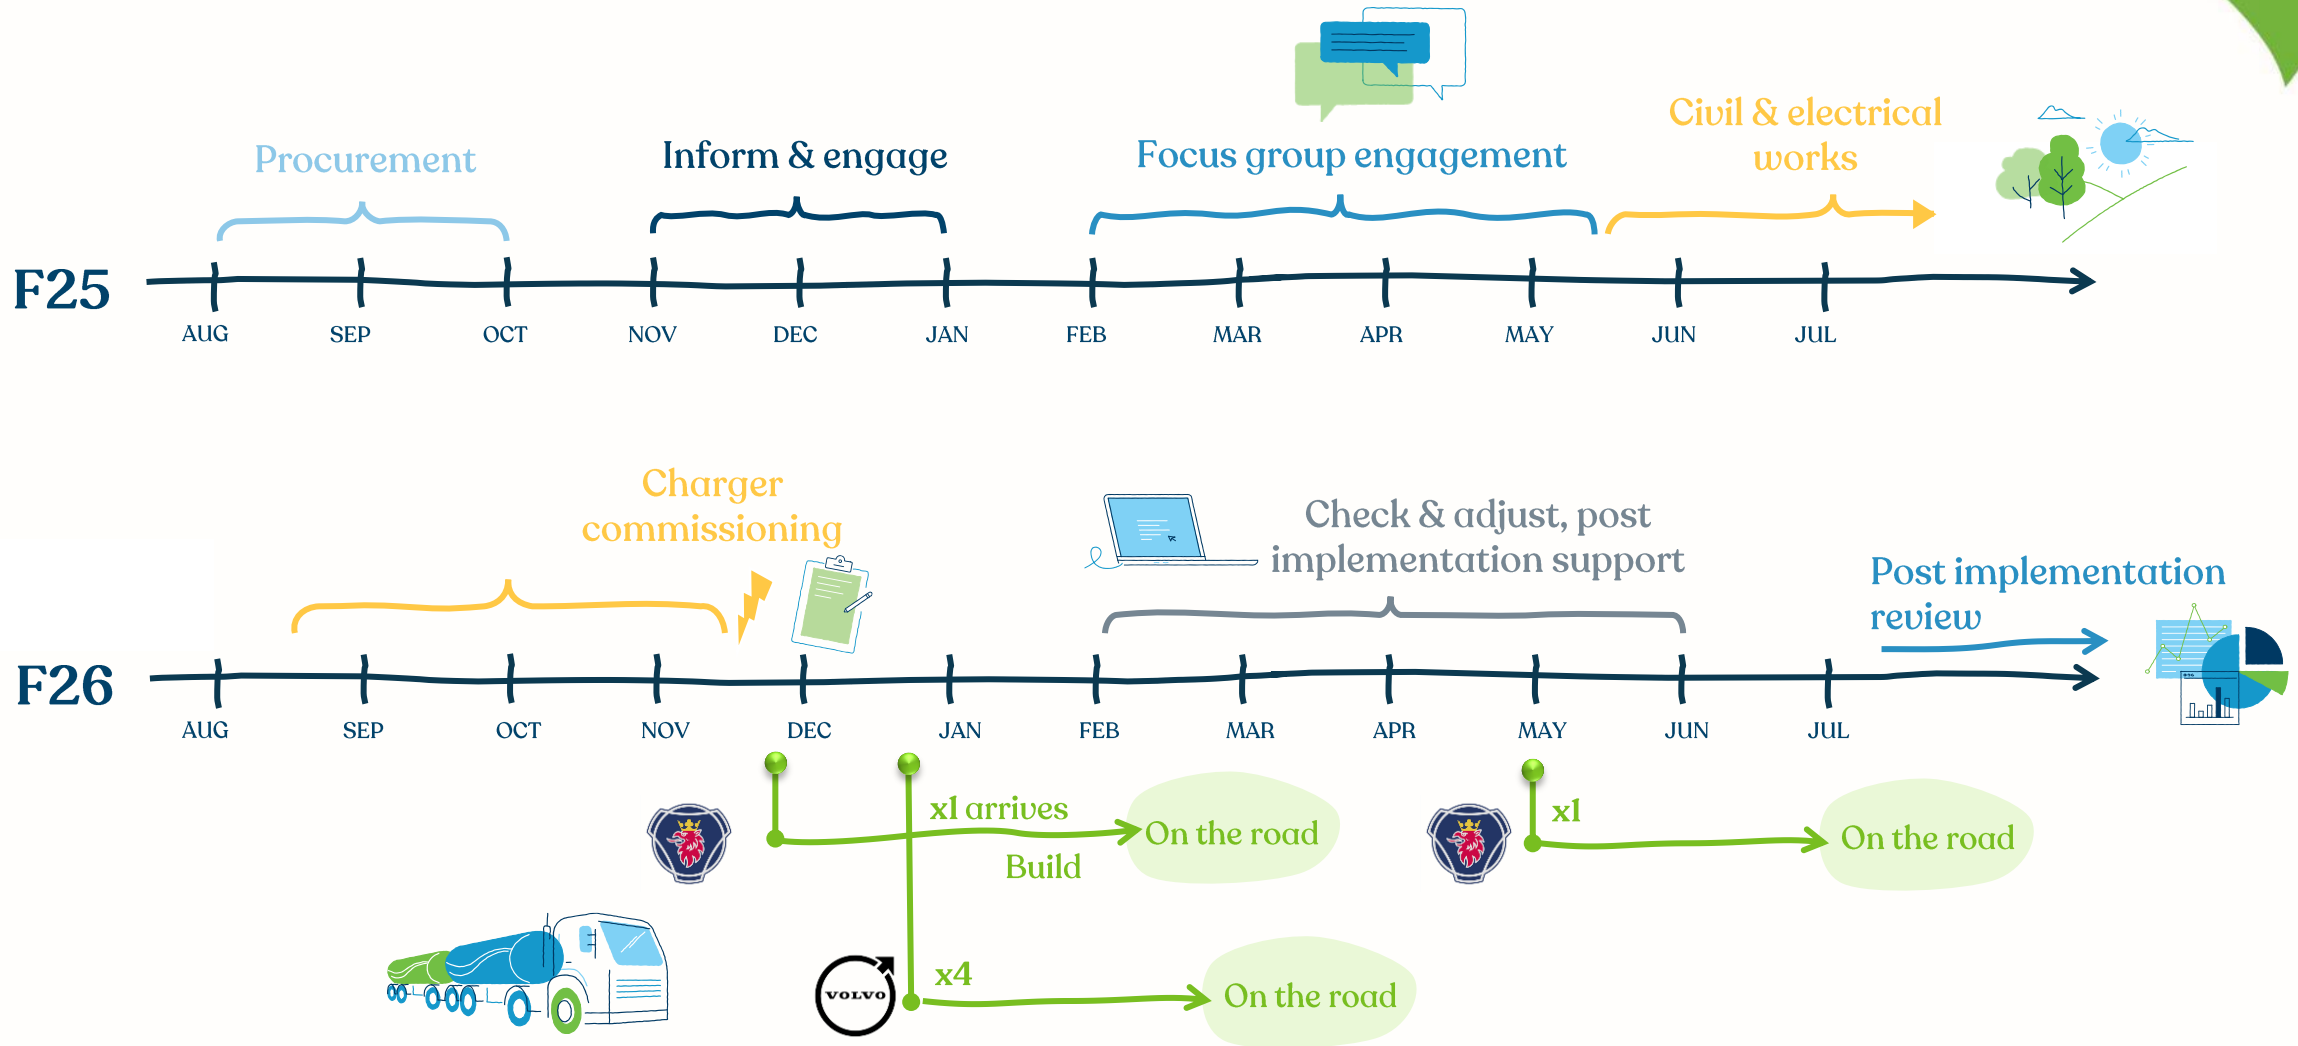 Procurement
Inform & engage
Focus group engagement
Civil & electrical
works
F25
AUG SEP OCT NOV DEC JAN FEB MAR APR MAY JUN JUL
Charger
commissioning
Check & adjust, post
implementation support
Post implementation
review
F26
AUG SEP OCT NOV DEC JAN FEB MAR APR MAY JUN JUL
x1 arrives
On the road
Build
x1
On the road
VOLVO
x4
On the road